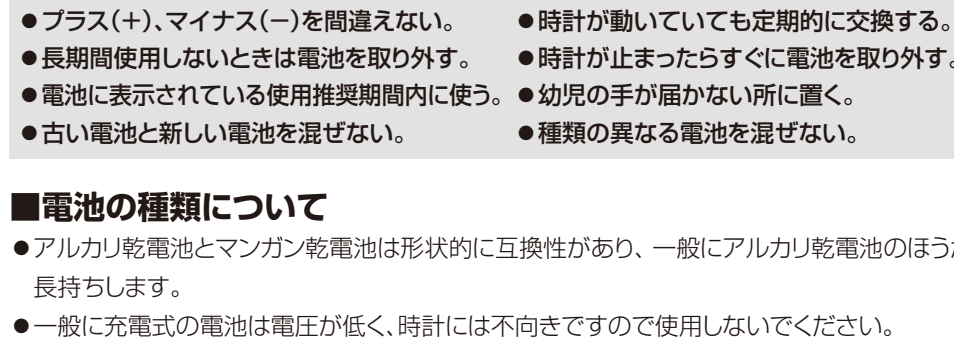 ●プラス(+)、マイナス(−)を間違えない。
●長期間使用しないときは電池を取り外す。
●電池に表示されている使用推奨期間内に使う。
●古い電池と新しい電池を混ぜない。
●時計が動いていても定期的に交換する。
●時計が止まったらすぐに電池を取り外す。
●幼児の手が届かない所に置く。
●種類の異なる電池を混ぜない。
■電池の種類について
●アルカリ乾電池とマンガン乾電池は形状的に互換性があり、一般にアルカリ乾電池のほうが
長持ちします。
●一般に充電式の電池は電圧が低く、時計には不向きですので使用しないでください。